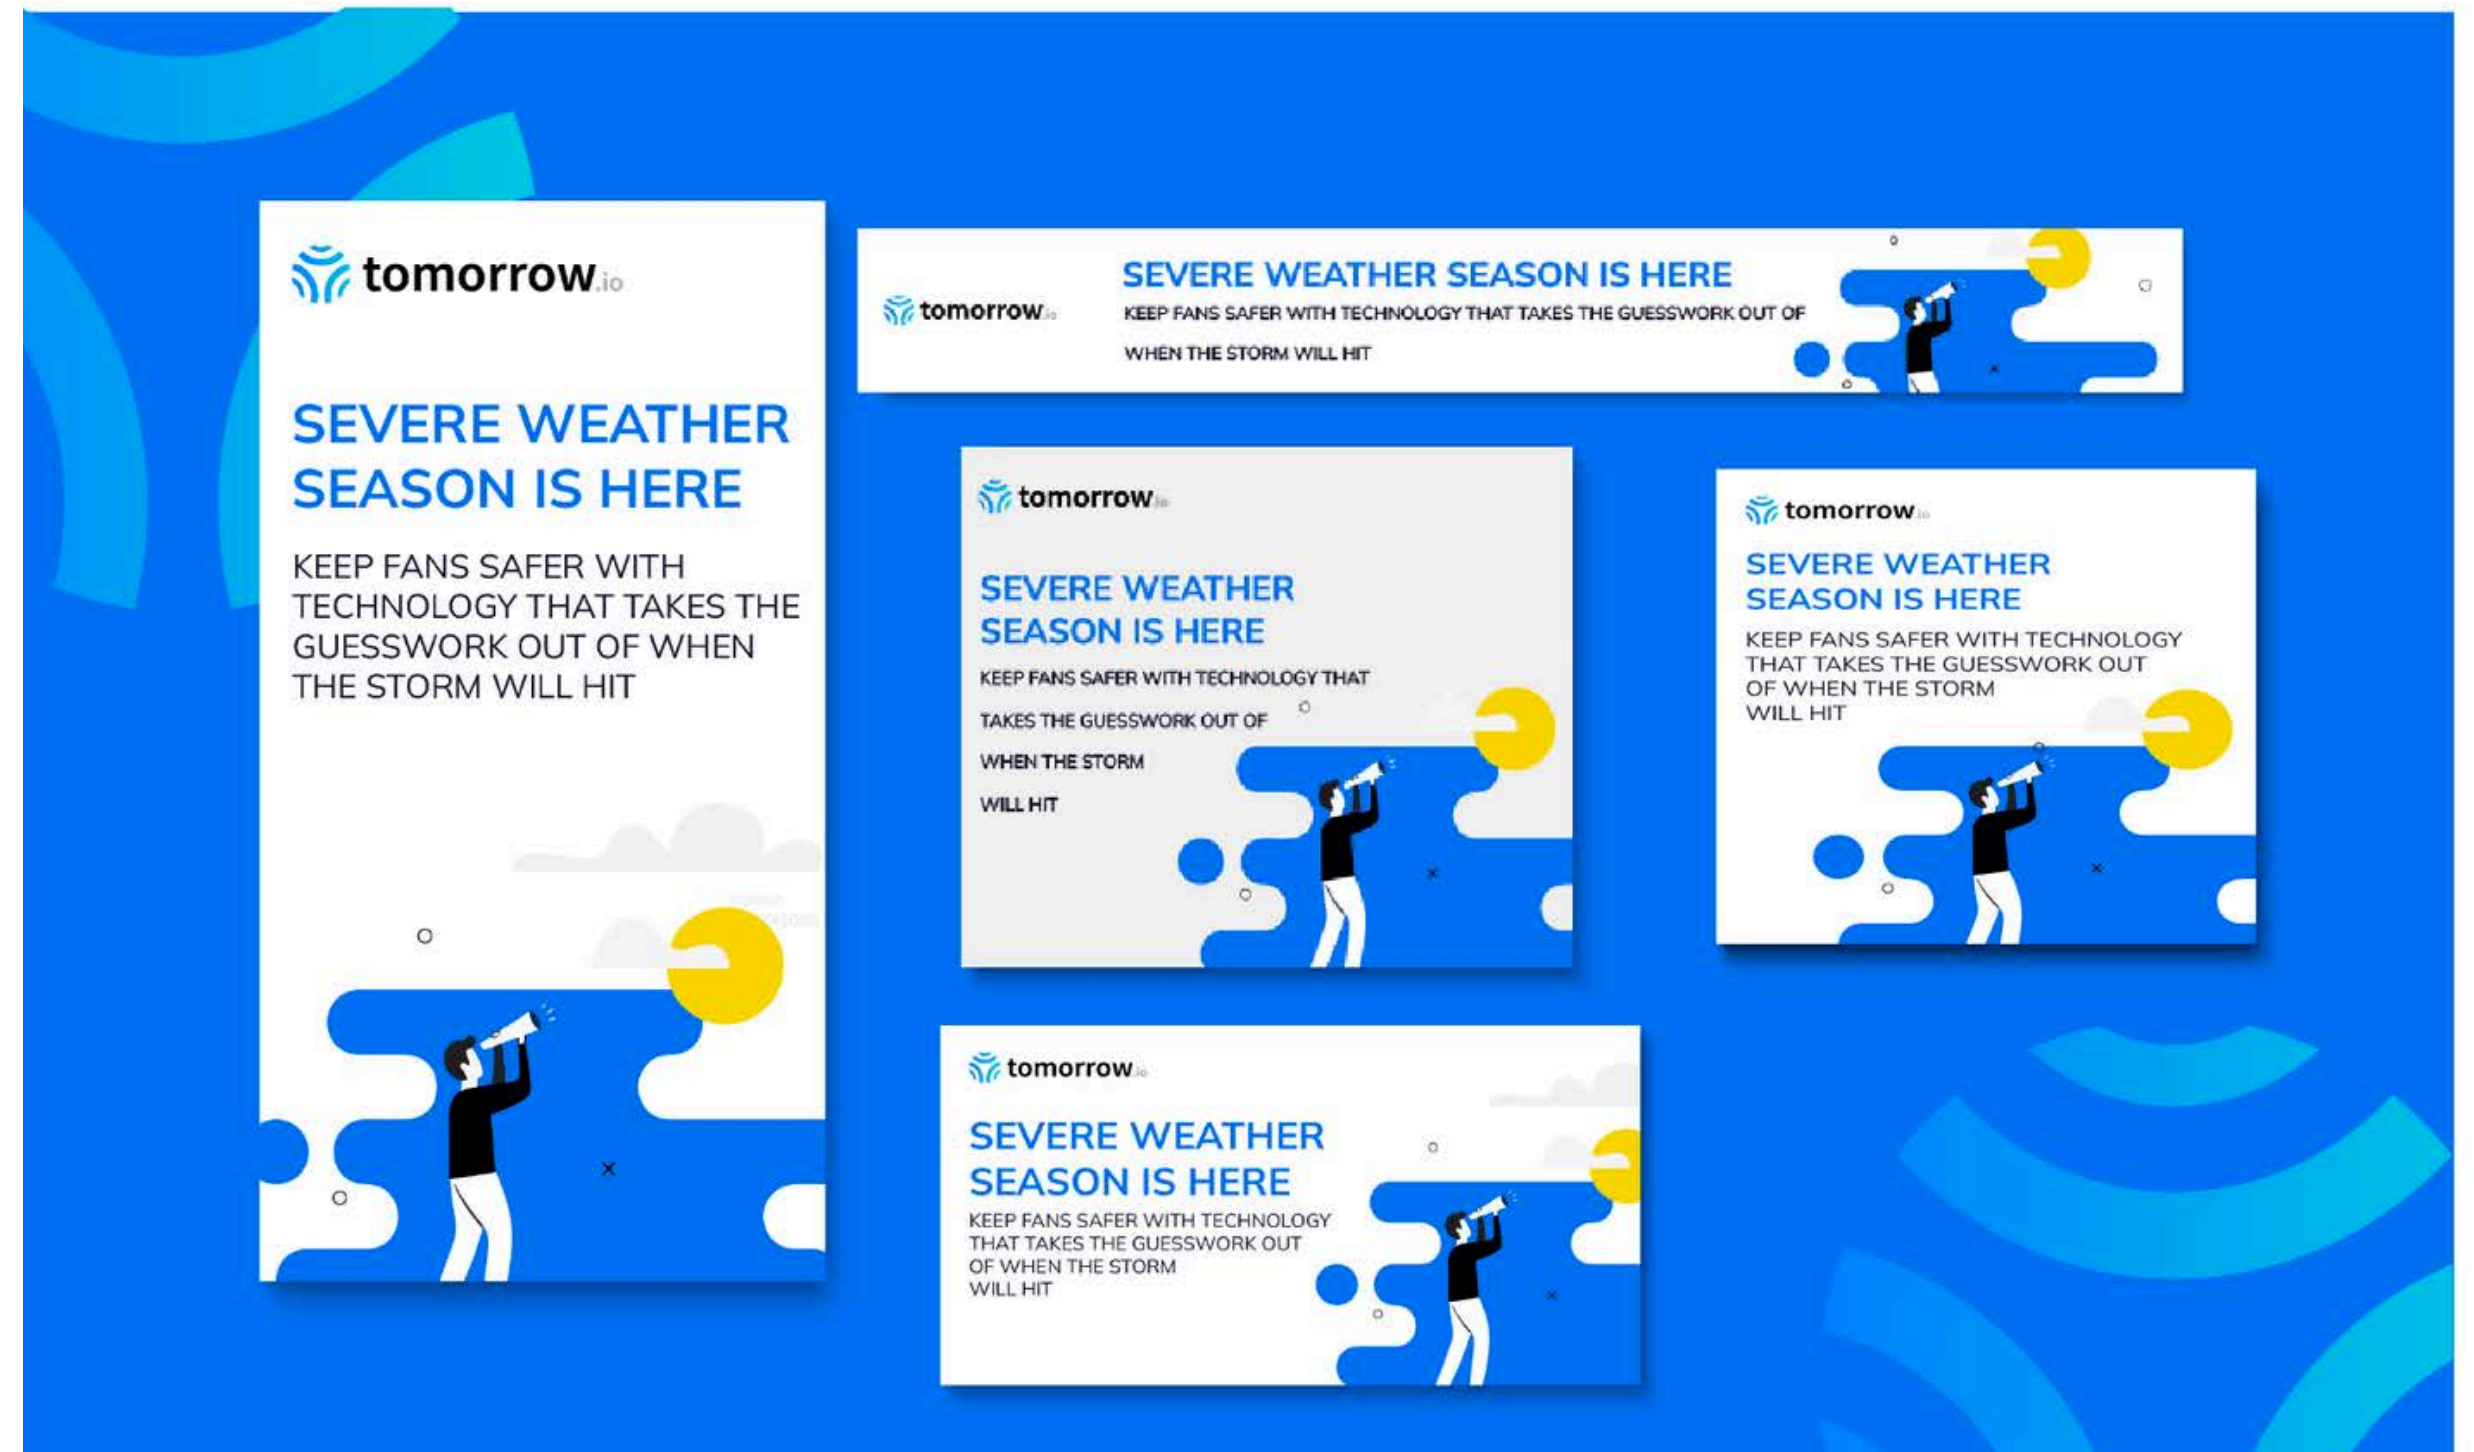 tomorrow.io
SEVERE WEATHER
SEASON IS HERE
KEEP FANS SAFER WITH
TECHNOLOGY THAT TAKES THE
GUESSWORK OUT OF WHEN
THE STORM WILL HIT
tomorrow.io
SEVERE WEATHER SEASON IS HERE
KEEP FANS SAFER WITH TECHNOLOGY THAT TAKES THE GUESSWORK OUT OF
WHEN THE STORM WILL HIT
tomorrow.io
SEVERE WEATHER
SEASON IS HERE
KEEP FANS SAFER WITH TECHNOLOGY THAT
TAKES THE GUESSWORK OUT OF
WHEN THE STORM
WILL HIT
tomorrow.io
SEVERE WEATHER
SEASON IS HERE
KEEP FANS SAFER WITH TECHNOLOGY
THAT TAKES THE GUESSWORK OUT
OF WHEN THE STORM
WILL HIT
tomorrow.io
SEVERE WEATHER
SEASON IS HERE
KEEP FANS SAFER WITH TECHNOLOGY
THAT TAKES THE GUESSWORK OUT
OF WHEN THE STORM
WILL HIT